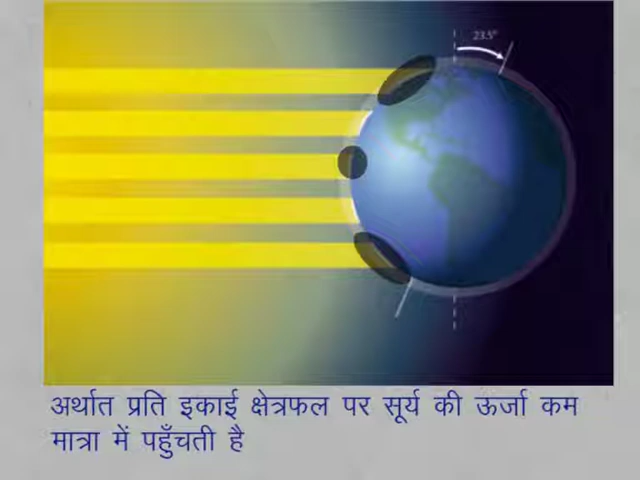 23.5°
अर्थात प्रति इकाई क्षेत्रफल पर सूर्य की ऊर्जा कम
मात्रा में पहुँचती है